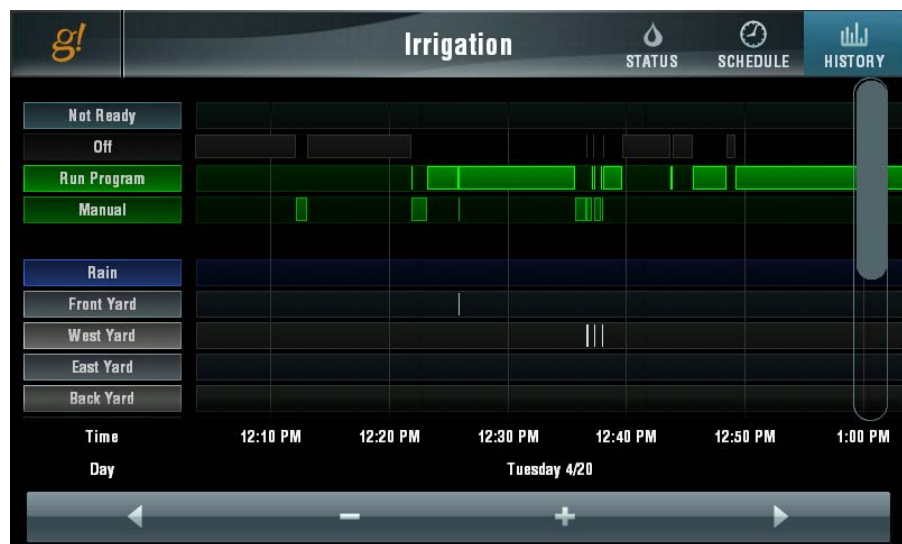 g! Irrigation STATUS SCHEDULE HISTORY
Not Ready
Off
Run Program
Manual
Rain
Front Yard
West Yard
East Yard
Back Yard
Time 12:10 PM 12:20 PM 12:30 PM 12:40 PM 12:50 PM 1:00 PM
Day Tuesday 4/20